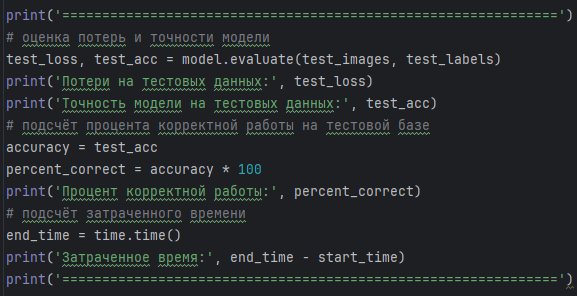 print('==============================================================')
# оценка потерь и точности модели
test_loss, test_acc = model.evaluate(test_images, test_labels)
print('Потери на тестовых данных:', test_loss)
print('Точность модели на тестовых данных:', test_acc)
# подсчёт процента корректной работы на тестовой базе
accuracy = test_acc
percent_correct = accuracy * 100
print('Процент корректной работы:', percent_correct)
# подсчёт затраченного времени
end_time = time.time()
print('Затраченное время:', end_time - start_time)
print('==============================================================')